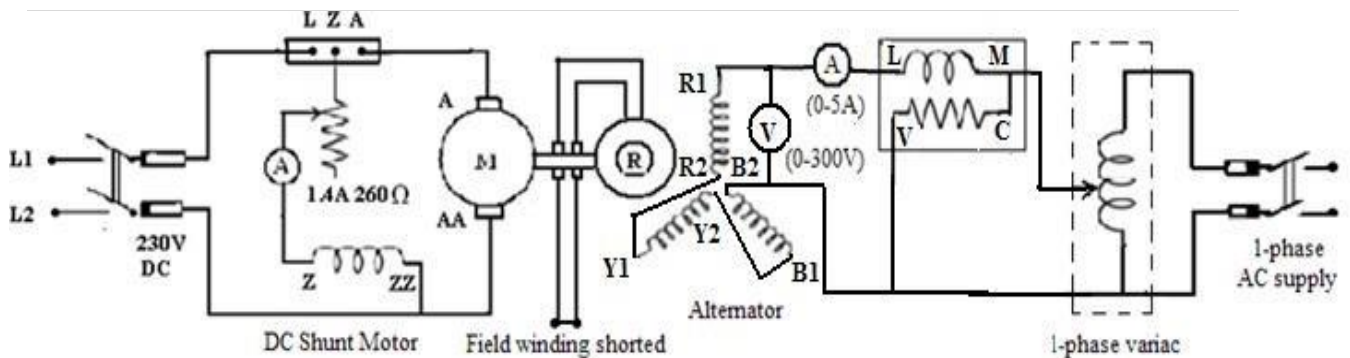 L Z A
L1
L2
230V
DC
A
1.4A 260 Ω
Z
ZZ
DC Shunt Motor
A
M
AA
R
Field winding shorted
R1
R2
B2
Y1
Y2
B1
Alternator
A
(0-5A)
V
(0-300V)
L
M
V
C
1-phase variac
1-phase
AC supply